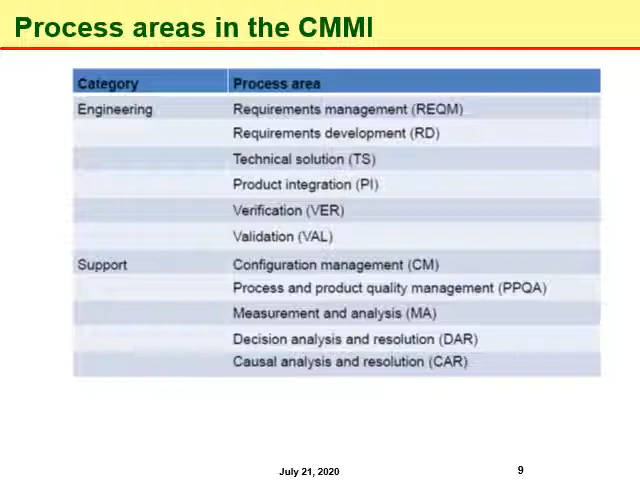 Process areas in the CMMI
Category Process area
Engineering Requirements management (REQM)
Requirements development (RD)
Technical solution (TS)
Product integration (PI)
Verification (VER)
Validation (VAL)
Support Configuration management (CM)
Process and product quality management (PPQA)
Measurement and analysis (MA)
Decision analysis and resolution (DAR)
Causal analysis and resolution (CAR)
July 21, 2020 9